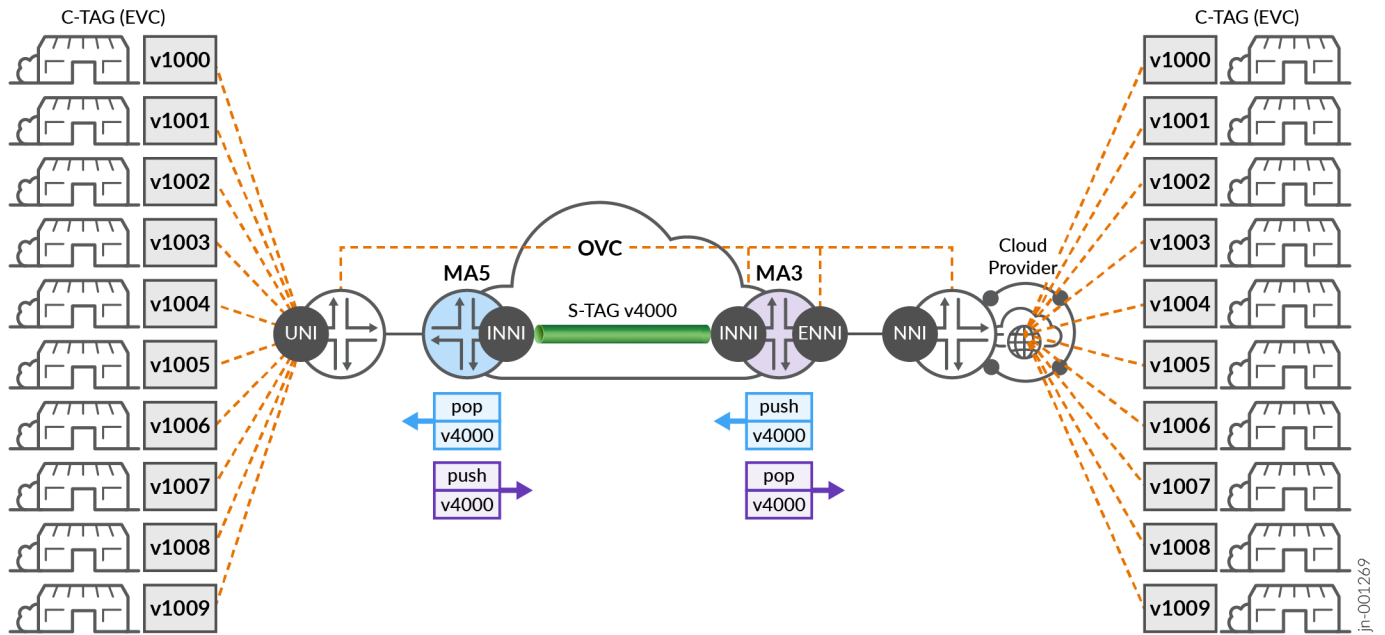 C-TAG (EVC)
C-TAG (EVC)
v1000
v1001
v1002
v1003
v1004
v1005
v1006
v1007
v1008
v1009
OVC
MA5
MA3
S-TAG v4000
UNI
INNI
INNI
ENNI
NNI
Cloud
Provider
pop
v4000
push
v4000
push
v4000
pop
v4000
v1000
v1001
v1002
v1003
v1004
v1005
v1006
v1007
v1008
v1009
jn-001269